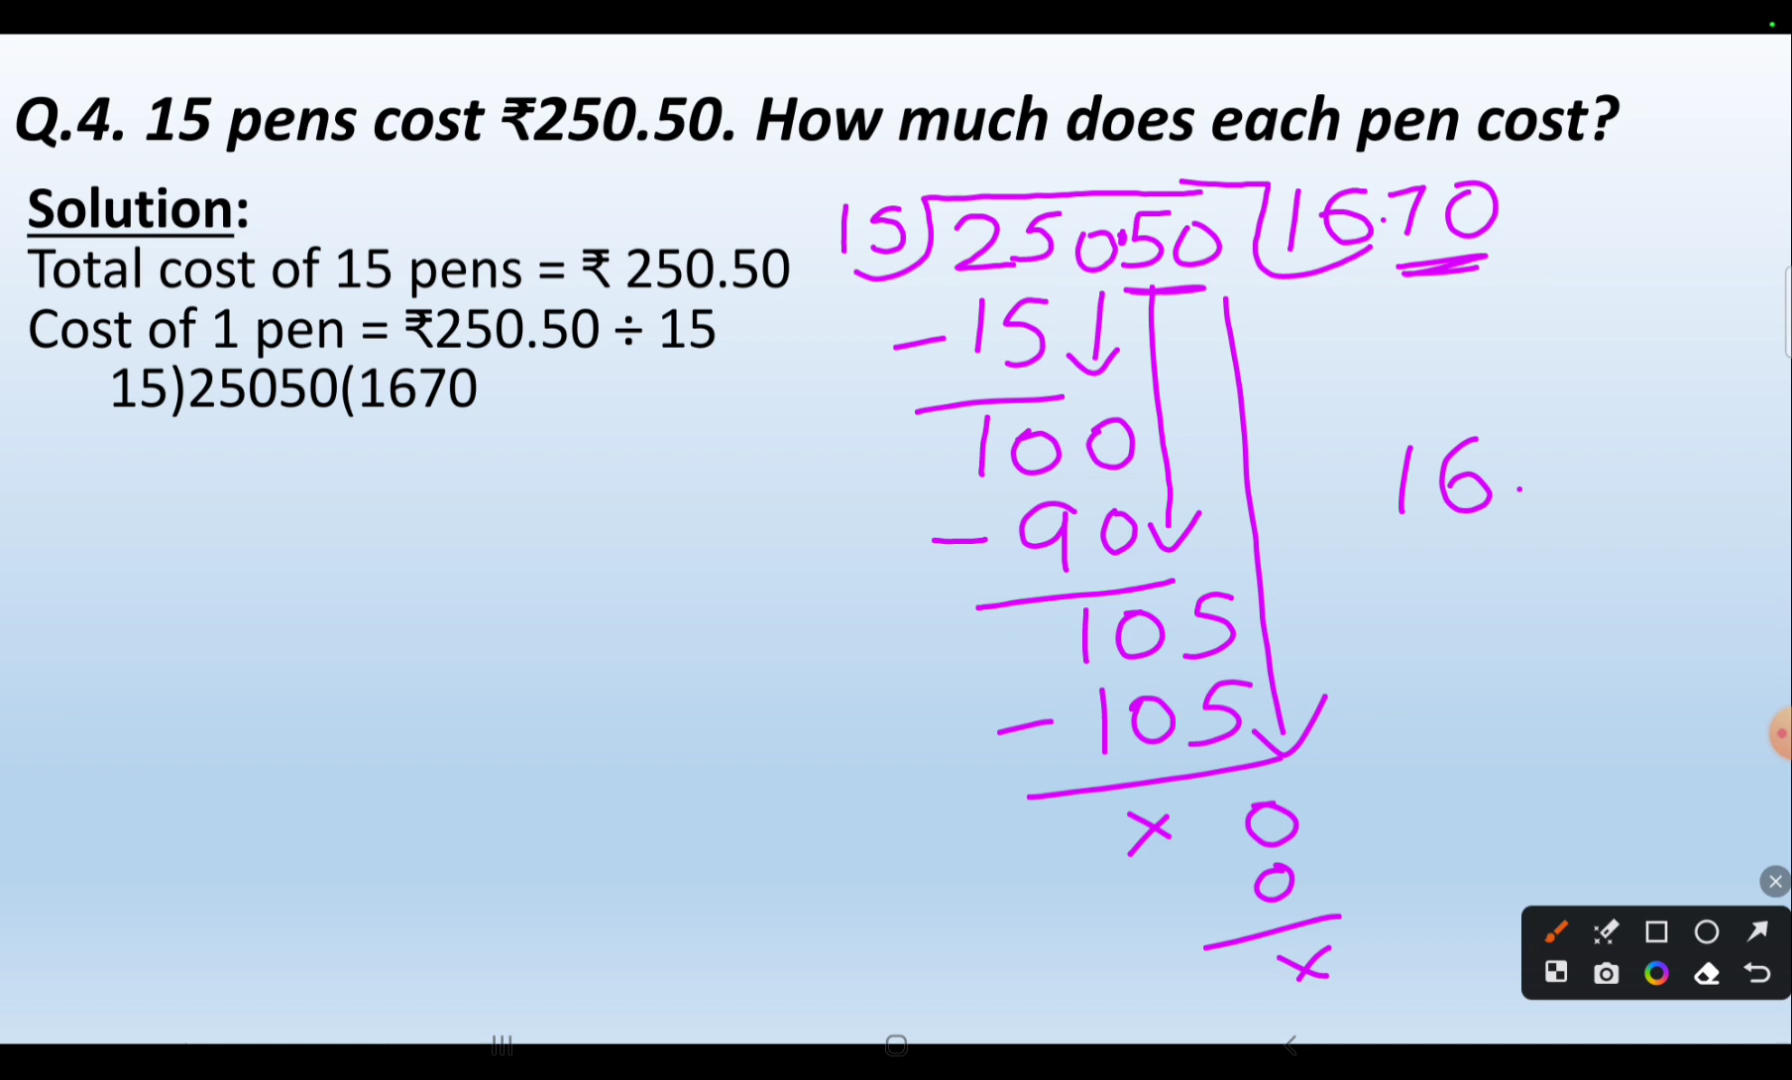 Q.4. 15 pens cost ₹250.50. How much does each pen cost?
Solution:
Total cost of 15 pens = ₹ 250.50
Cost of 1 pen = ₹250.50 ÷ 15
15)25050(1670
15)250.50(16.70
-15
100
-90
105
-105
x 0
0
x
16.